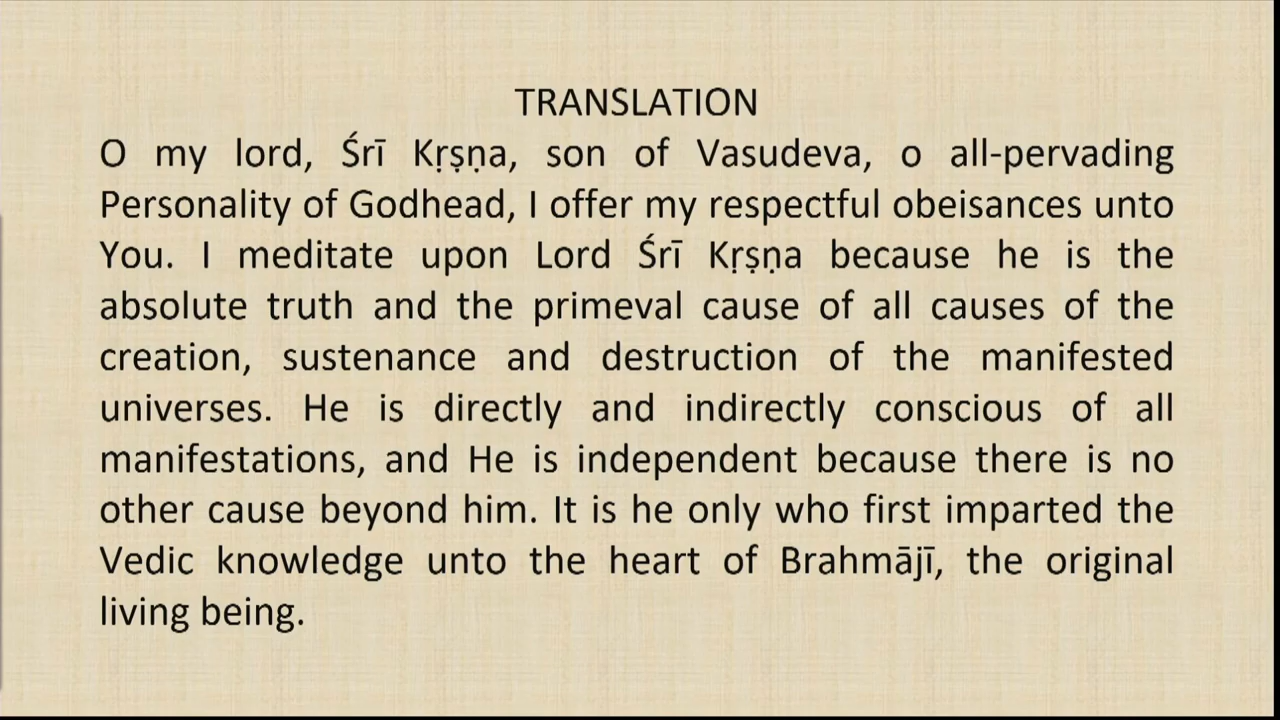 TRANSLATION
O my lord, Śrī Kṛṣṇa, son of Vasudeva, o all-pervading
Personality of Godhead, I offer my respectful obeisances unto
You. I meditate upon Lord Śrī Kṛṣṇa because he is the
absolute truth and the primeval cause of all causes of the
creation, sustenance and destruction of the manifested
universes. He is directly and indirectly conscious of all
manifestations, and He is independent because there is no
other cause beyond him. It is he only who first imparted the
Vedic knowledge unto the heart of Brahmājī, the original
living being.